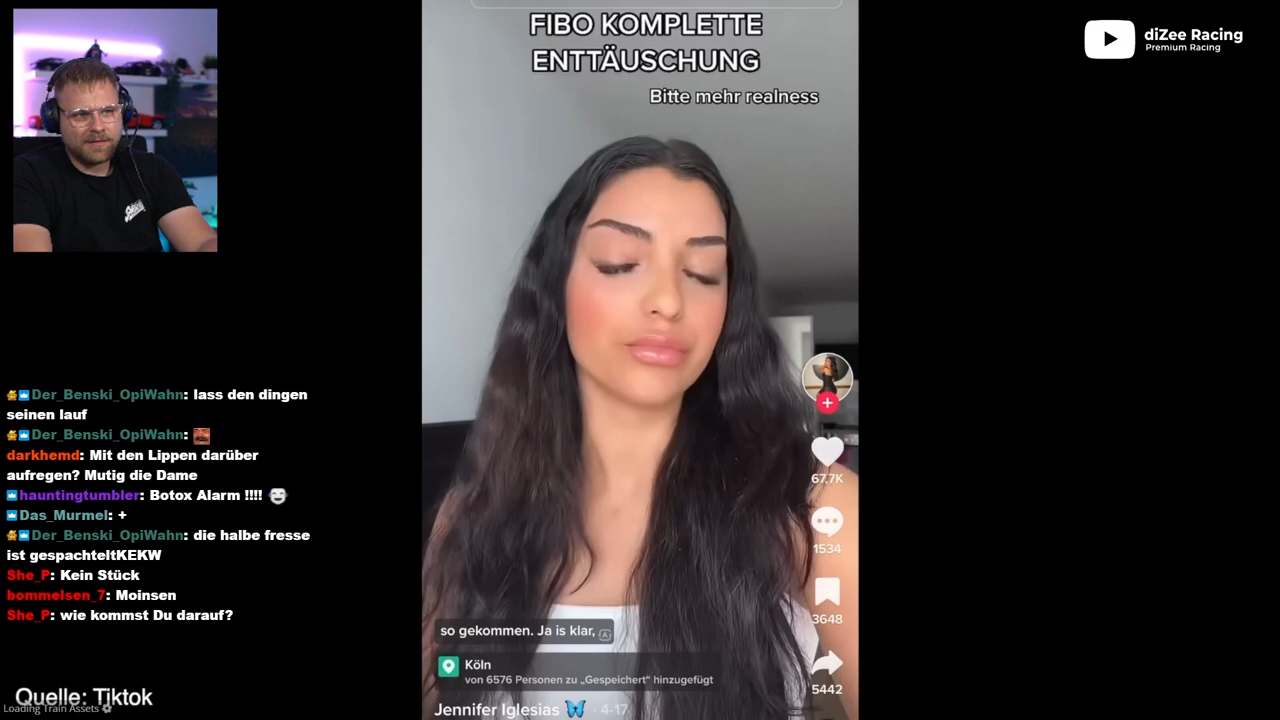 FIBO KOMPLETTE
ENTTÄUSCHUNG
Bitte mehr realness
diZee Racing
Premium Racing
Der_Benski_OpiWahn: lass den dingen
seinen lauf
Der_Benski_OpiWahn:
darkhemd: Mit den Lippen darüber
aufregen? Mutig die Dame
hauntingtumbler: Botox Alarm !!!!
Das_Murmel: +
Der_Benski_OpiWahn: die halbe fresse
ist gespachteltKEKW
She_P: Kein Stück
bommelsen_7: Moinsen
She_P: wie kommst Du darauf?
67.7K
1534
3648
5442
so gekommen. Ja is klar,
Köln
von 6576 Personen zu „Gespeichert“ hinzugefügt
Jennifer Iglesias · 4-17
Quelle: Tiktok
Loading Train Assets